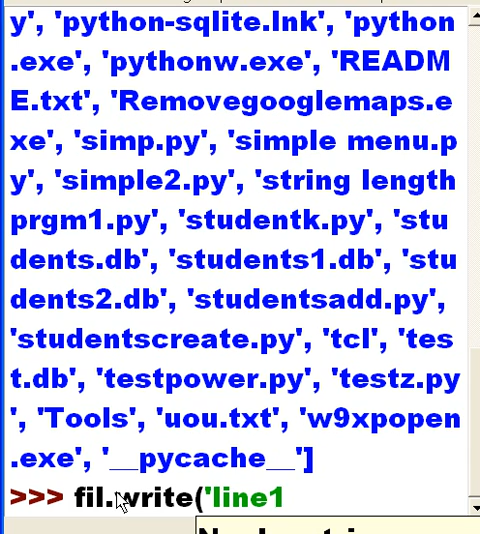 y', 'python-sqlite.lnk', 'python
.exe', 'pythonw.exe', 'READM
E.txt', 'Removegooglemaps.e
xe', 'simp.py', 'simple menu.p
y', 'simple2.py', 'string length
prgm1.py', 'studentk.py', 'stu
dents.db', 'students1.db', 'stu
dents2.db', 'studentsadd.py',
'studentscreate.py', 'tcl', 'tes
t.db', 'testpower.py', 'testz.py
', 'Tools', 'uou.txt', 'w9xpopen
.exe', '__pycache__']
>>> fil.write('line1